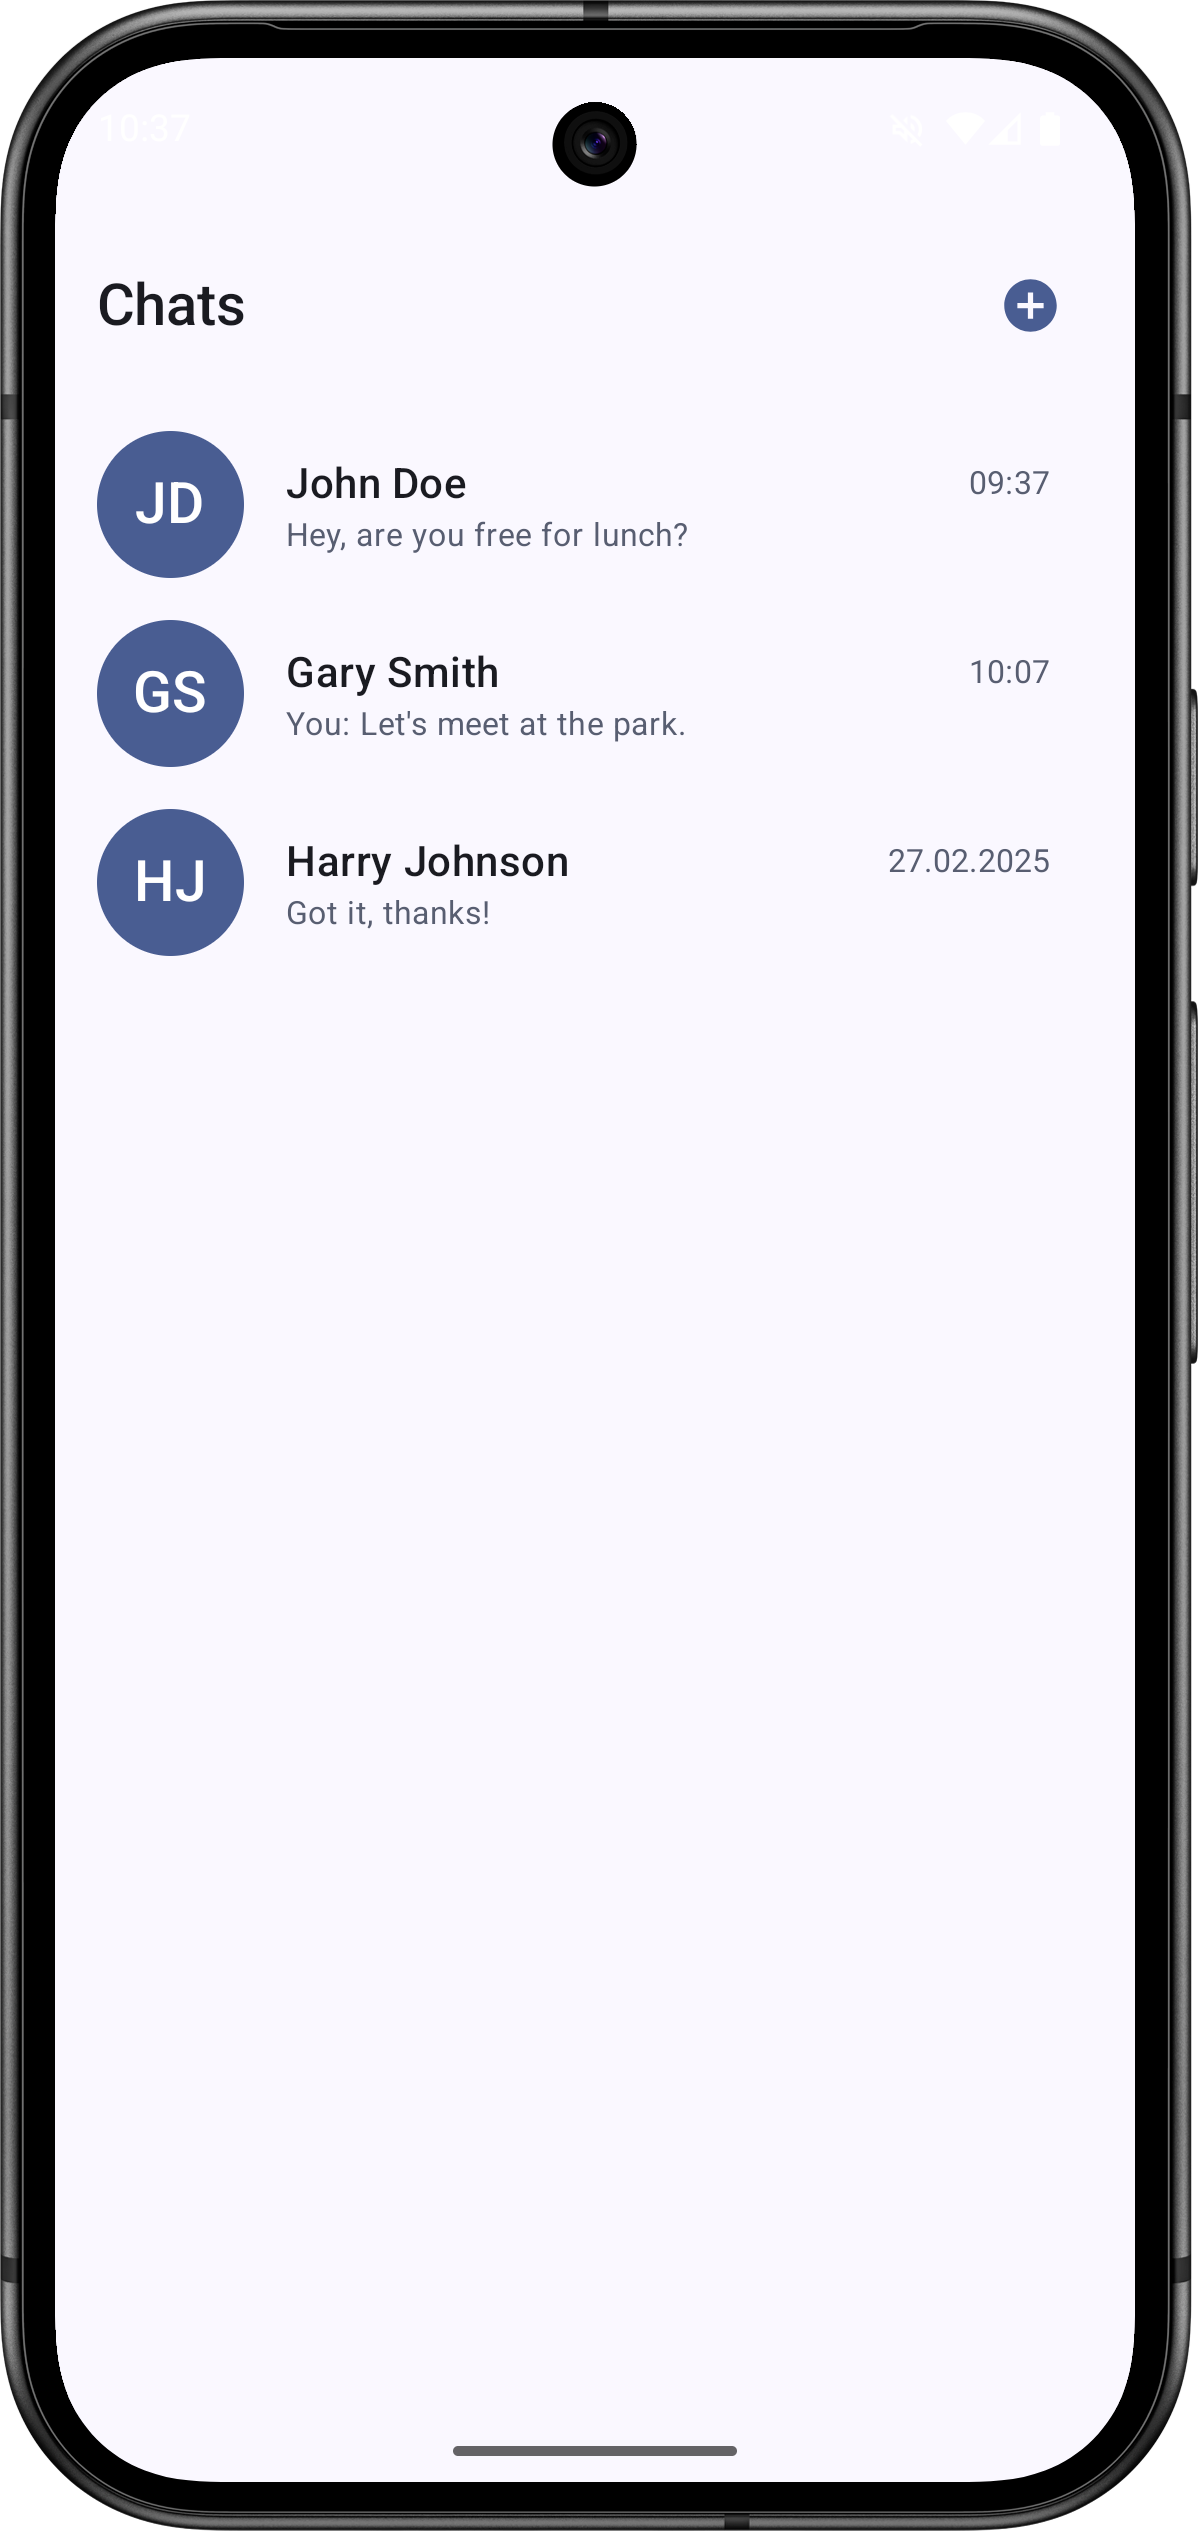 10:37
Chats
JD
John Doe
09:37
Hey, are you free for lunch?
GS
Gary Smith
10:07
You: Let's meet at the park.
HJ
Harry Johnson
27.02.2025
Got it, thanks!